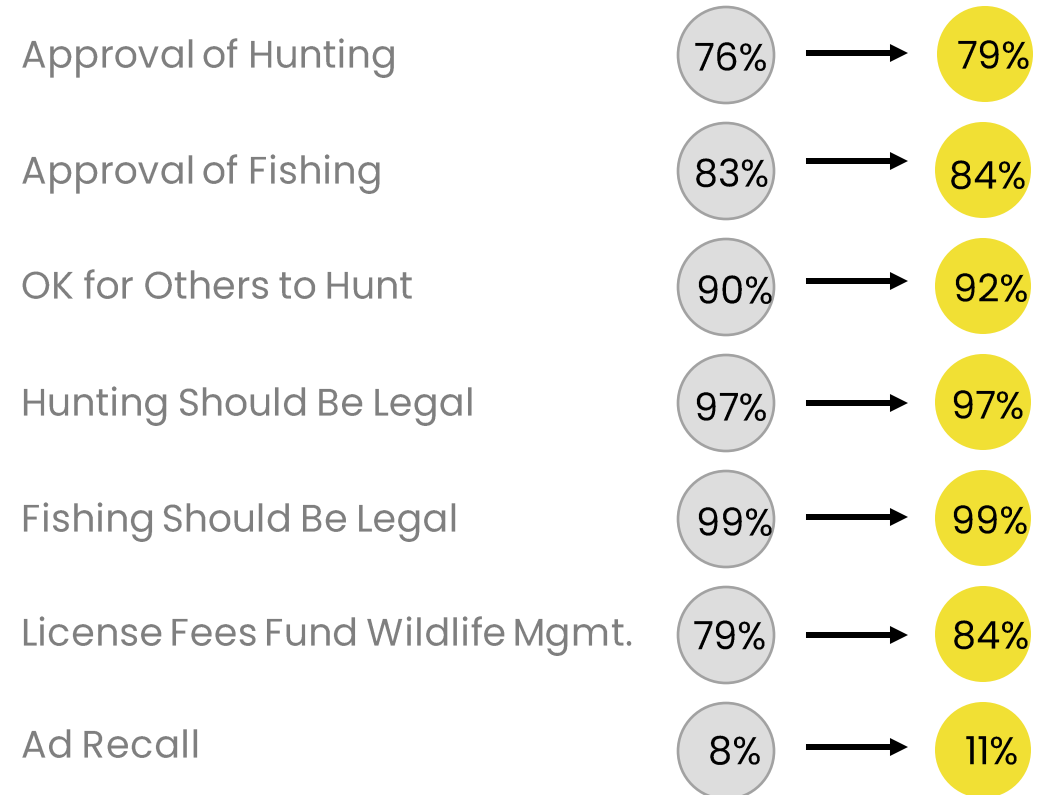 Approval of Hunting 76% 79%
Approval of Fishing 83% 84%
OK for Others to Hunt 90% 92%
Hunting Should Be Legal 97% 97%
Fishing Should Be Legal 99% 99%
License Fees Fund Wildlife Mgmt. 79% 84%
Ad Recall 8% 11%